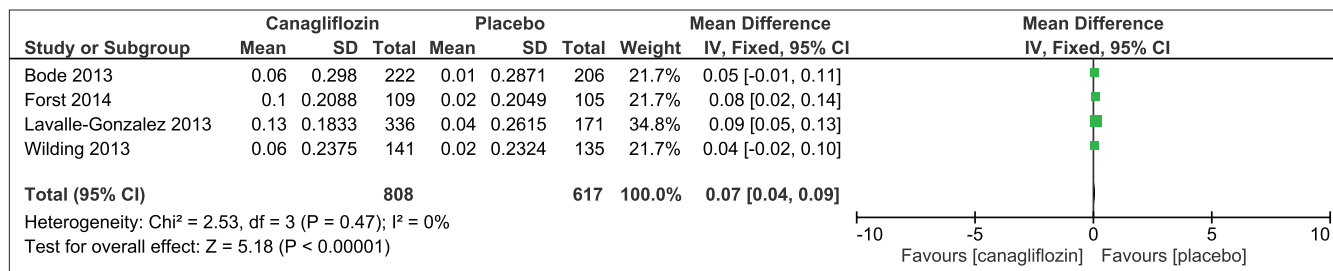 Canagliflozin Placebo Mean Difference Mean Difference
Study or Subgroup Mean SD Total Mean SD Total Weight IV, Fixed, 95% CI IV, Fixed, 95% CI
Bode 2013 0.06 0.298 222 0.01 0.2871 206 21.7% 0.05 [-0.01, 0.11]
Forst 2014 0.1 0.2088 109 0.02 0.2049 105 21.7% 0.08 [0.02, 0.14]
Lavalle-Gonzalez 2013 0.13 0.1833 336 0.04 0.2615 171 34.8% 0.09 [0.05, 0.13]
Wilding 2013 0.06 0.2375 141 0.02 0.2324 135 21.7% 0.04 [-0.02, 0.10]
Total (95% CI) 808 617 100.0% 0.07 [0.04, 0.09]
Heterogeneity: Chi² = 2.53, df = 3 (P = 0.47); I² = 0%
Test for overall effect: Z = 5.18 (P < 0.00001)
-10 -5 0 5 10
Favours [canagliflozin] Favours [placebo]